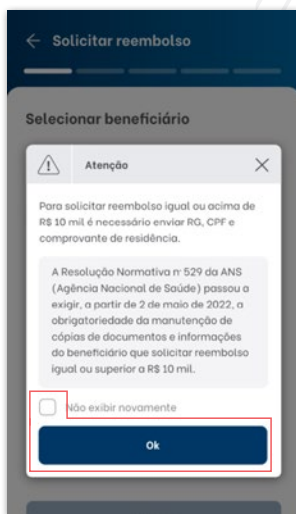 Solicitar reembolso
Selecionar beneficiário
Atenção
Para solicitar reembolso igual ou acima de
R$ 10 mil é necessário enviar RG, CPF e
comprovante de residência.
A Resolução Normativa nº 529 da ANS
(Agência Nacional de Saúde) passou a
exigir, a partir de 2 de maio de 2022, a
obrigatoriedade da manutenção de
cópias de documentos e informações
do beneficiário que solicitar reembolso
igual ou superior a R$ 10 mil.
Não exibir novamente
Ok